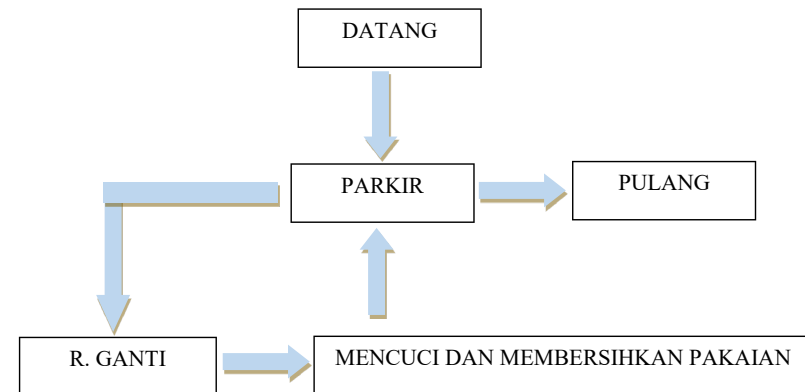 DATANG
PARKIR
PULANG
R. GANTI
MENCUCI DAN MEMBERSIHKAN PAKAIAN